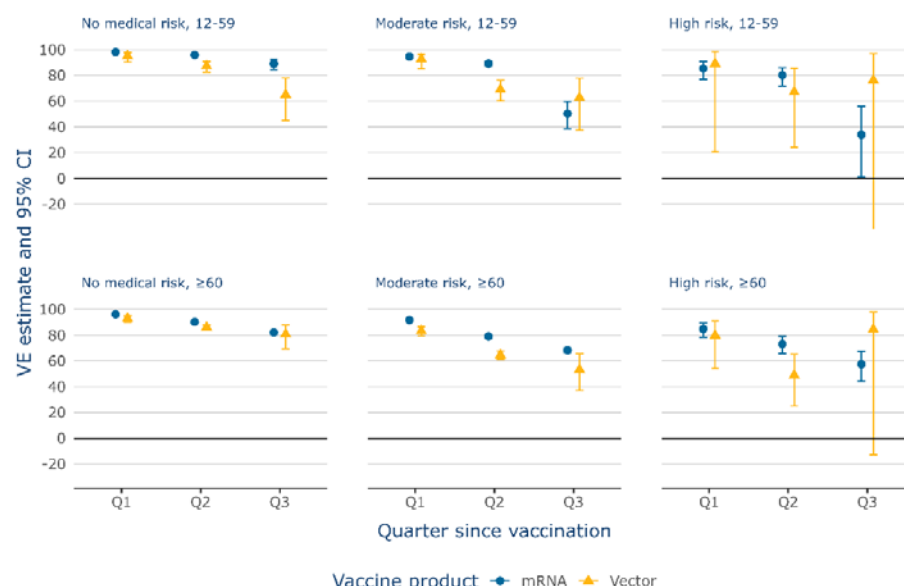 No medical risk, 12-59
Moderate risk, 12-59
High risk, 12-59
100
80
60
40
20
0
-20
VE estimate and 95% CI
No medical risk, ≥60
Moderate risk, ≥60
High risk, ≥60
100
80
60
40
20
0
-20
Q1 Q2 Q3
Q1 Q2 Q3
Q1 Q2 Q3
Quarter since vaccination
Vaccine product mRNA Vector